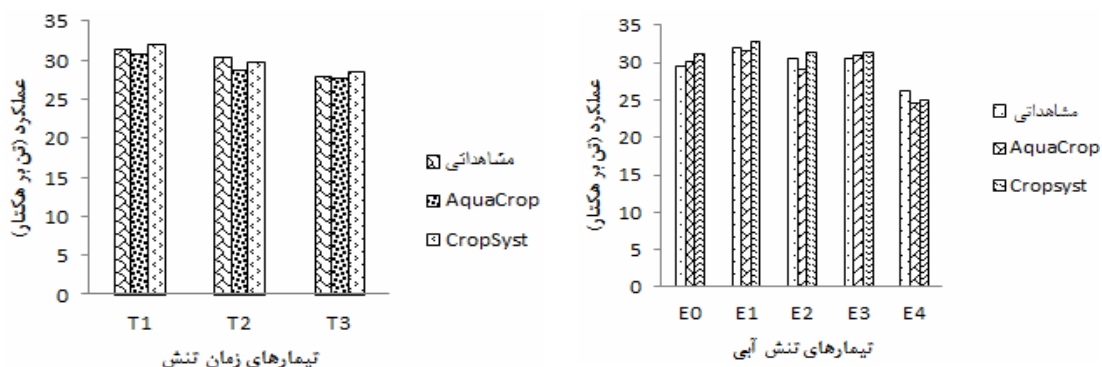 35
30
25
20
15
10
5
0
عملکرد (تن بر هکتار)
T1 T2 T3
تیمارهای زمان تنش
مشاهداتی
AquaCrop
CropSyst
35
30
25
20
15
10
5
0
عملکرد (تن بر هکتار)
E0 E1 E2 E3 E4
تیمارهای تنش آبی
مشاهداتی
AquaCrop
Cropsyst